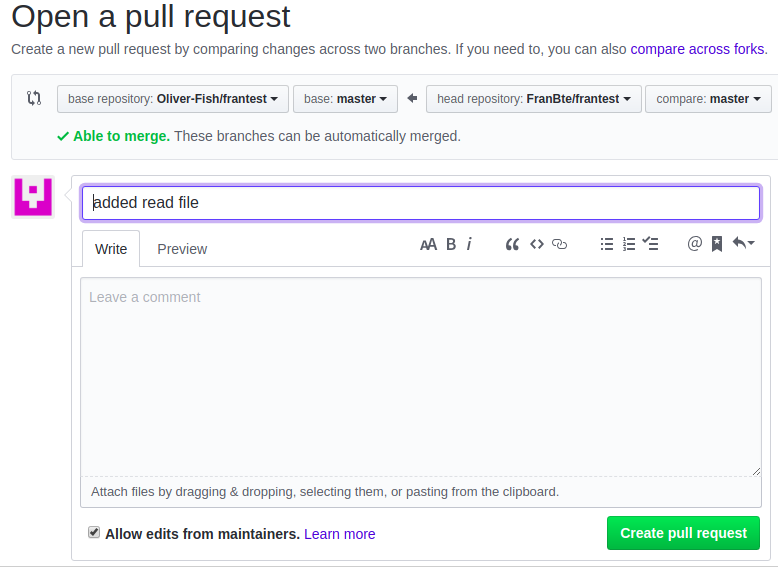 Open a pull request
Create a new pull request by comparing changes across two branches. If you need to, you can also compare across forks.
base repository: Oliver-Fish/frantest base: master head repository: FranBte/frantest compare: master
Able to merge. These branches can be automatically merged.
added read file
Write Preview AA B i @
Leave a comment
Attach files by dragging & dropping, selecting them, or pasting from the clipboard.
Allow edits from maintainers. Learn more Create pull request